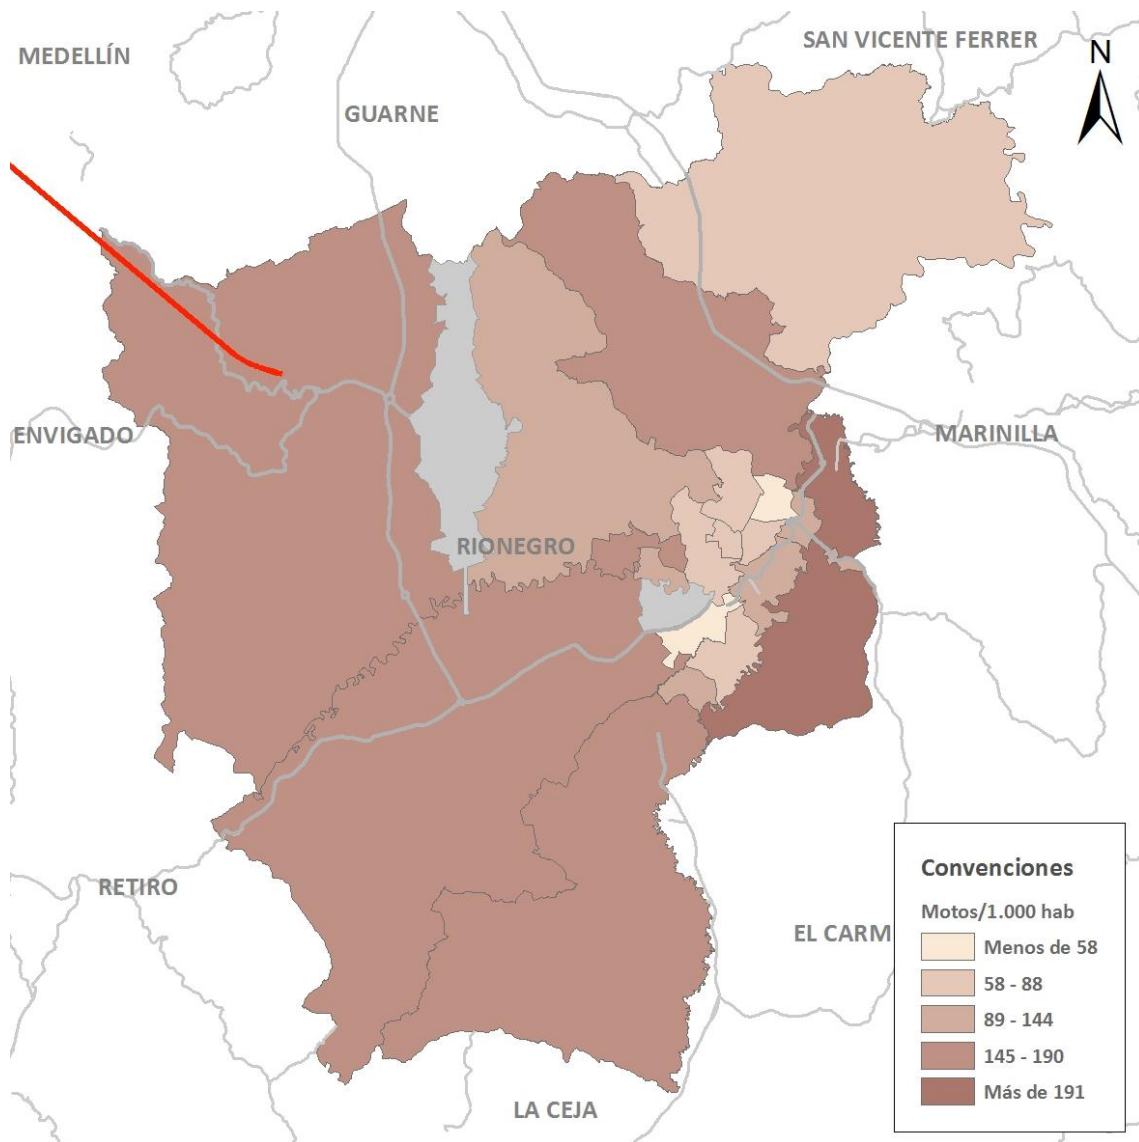 SAN VICENTE FERRER
MEDELLÍN
N
GUARNE
ENVIGADO
MARINILLA
RIONEGRO
RETIRO
EL CARM
LA CEJA
Convenciones
Motos/1.000 hab
Menos de 58
58 - 88
89 - 144
145 - 190
Más de 191